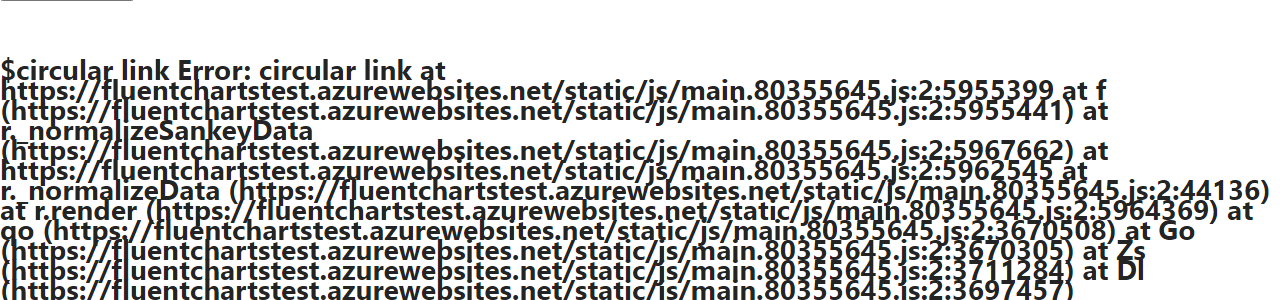 $circular link Error: circular link at
https://fluentchartstest.azurewebsites.net/static/js/main.80355645.js:2:5955399 at f
(https://fluentchartstest.azurewebsites.net/static/js/main.80355645.js:2:5955441) at
r._normalizeSankeyData
(https://fluentchartstest.azurewebsites.net/static/js/main.80355645.js:2:5967662) at
https://fluentchartstest.azurewebsites.net/static/js/main.80355645.js:2:5962545 at
r._normalizeData (https://fluentchartstest.azurewebsites.net/static/js/main.80355645.js:2:44136)
at r.render (https://fluentchartstest.azurewebsites.net/static/js/main.80355645.js:2:5964369) at
qo (https://fluentchartstest.azurewebsites.net/static/js/main.80355645.js:2:3670508) at Go
(https://fluentchartstest.azurewebsites.net/static/js/main.80355645.js:2:3670305) at Zs
(https://fluentchartstest.azurewebsites.net/static/js/main.80355645.js:2:3711284) at Dl
(https://fluentchartstest.azurewebsites.net/static/js/main.80355645.js:2:3697457)